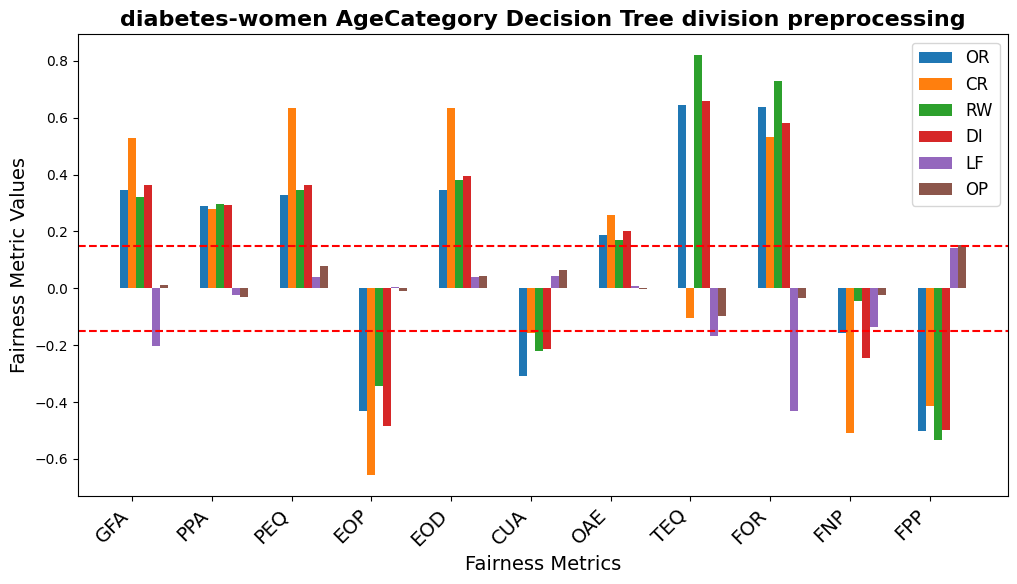 diabetes-women AgeCategory Decision Tree division preprocessing
Fairness Metric Values
0.8
0.6
0.4
0.2
0.0
−0.2
−0.4
−0.6
OR
CR
RW
DI
LF
OP
GFA
PPA
PEQ
EOP
EOD
CUA
OAE
TEQ
FOR
FNP
FPP
Fairness Metrics